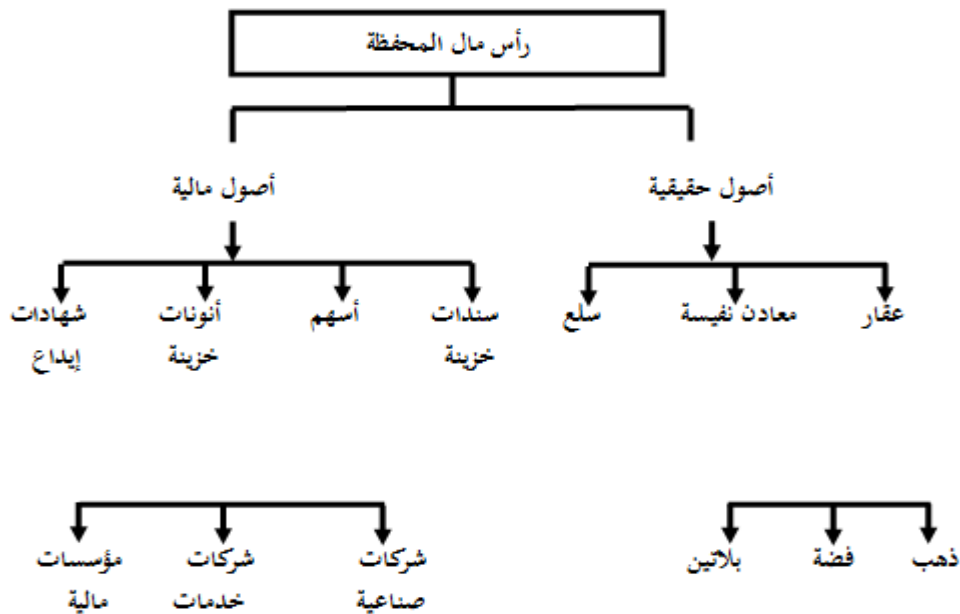 رأس مال المحفظة
أصول حقيقية
أصول مالية
عقار
معادن نفيسة
سلع
سندات
خزينة
أسهم
أنونات
خزينة
شهادات
إيداع
ذهب
فضة
بلاتين
شركات
صناعية
شركات
خدمات
مؤسسات
مالية